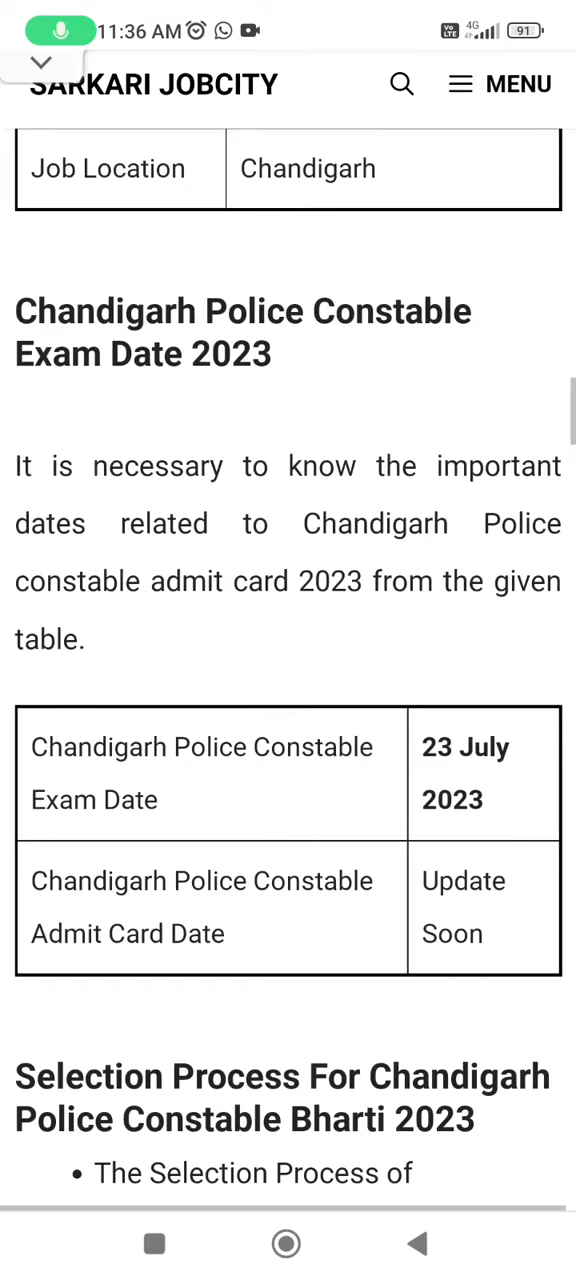 11:36 AM
Vo LTE 4G 91
SARKARI JOBCITY MENU
Job Location Chandigarh
Chandigarh Police Constable
Exam Date 2023
It is necessary to know the important
dates related to Chandigarh Police
constable admit card 2023 from the given
table.
Chandigarh Police Constable 23 July
Exam Date 2023
Chandigarh Police Constable Update
Admit Card Date Soon
Selection Process For Chandigarh
Police Constable Bharti 2023
• The Selection Process of